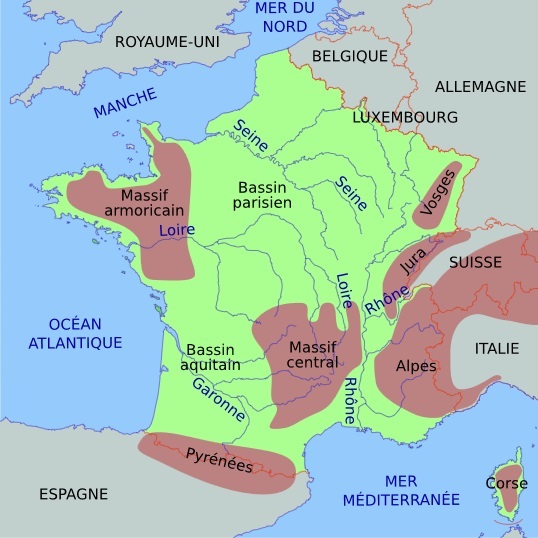 MER DU
NORD
ROYAUME-UNI
BELGIQUE
ALLEMAGNE
MANCHE
LUXEMBOURG
Seine
Bassin
parisien
Seine
Vosges
Massif
armoricain
Loire
Jura
SUISSE
Loire
Rhône
OCÉAN
ATLANTIQUE
Bassin
aquitain
Massif
central
Alpes
ITALIE
Garonne
Rhône
Pyrénées
ESPAGNE
MER
MÉDITERRANÉE
Corse